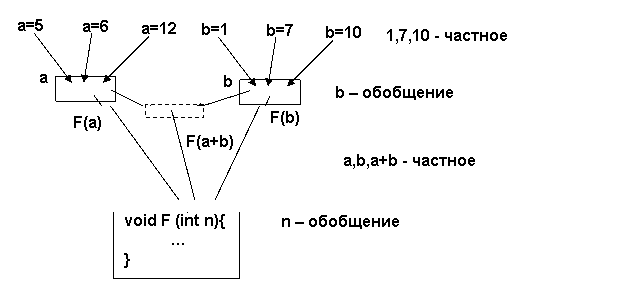 a=5 a=6 a=12 b=1 b=7 b=10 1,7,10 - частное
a b b – обобщение
F(a) F(b)
F(a+b)
a,b,a+b - частное
void F (int n){ n – обобщение
...
}